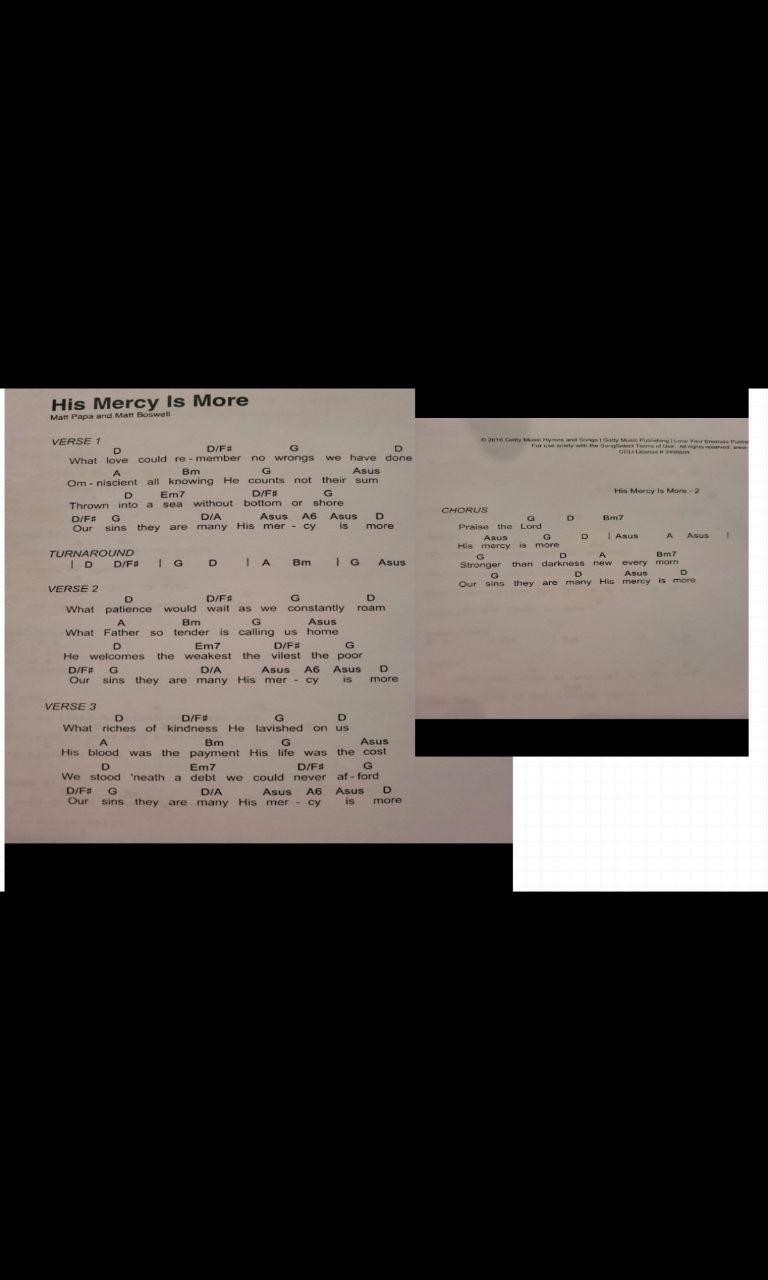 His Mercy Is More
Matt Papa and Matt Boswell
VERSE 1
D D/F# G D
What love could re - member no wrongs we have done
A Bm G Asus
Om - niscient all knowing He counts not their sum
D Em7 D/F# G
Thrown into a sea without bottom or shore
D/F# G D/A Asus A6 Asus D
Our sins they are many His mer - cy is more
TURNAROUND
| D D/F# | G D | A Bm | G Asus
VERSE 2
D D/F# G D
What patience would wait as we constantly roam
A Bm G Asus
What Father so tender is calling us home
D Em7 D/F# G
He welcomes the weakest the vilest the poor
D/F# G D/A Asus A6 Asus D
Our sins they are many His mer - cy is more
VERSE 3
D D/F# G D
What riches of kindness He lavished on us
A Bm G Asus
His blood was the payment His life was the cost
D Em7 D/F# G
We stood 'neath a debt we could never af - ford
D/F# G D/A Asus A6 Asus D
Our sins they are many His mer - cy is more
© 2016 Getty Music Hymns and Songs | Getty Music Publishing | Love Your Enemies
For use solely with the SongSelect Terms of Use. All rights reserved. www.
CCLI License #
His Mercy Is More - 2
CHORUS
G D Bm7
Praise the Lord
Asus G D | Asus A Asus |
His mercy is more
G D A Bm7
Stronger than darkness new every morn
G D Asus D
Our sins they are many His mercy is more